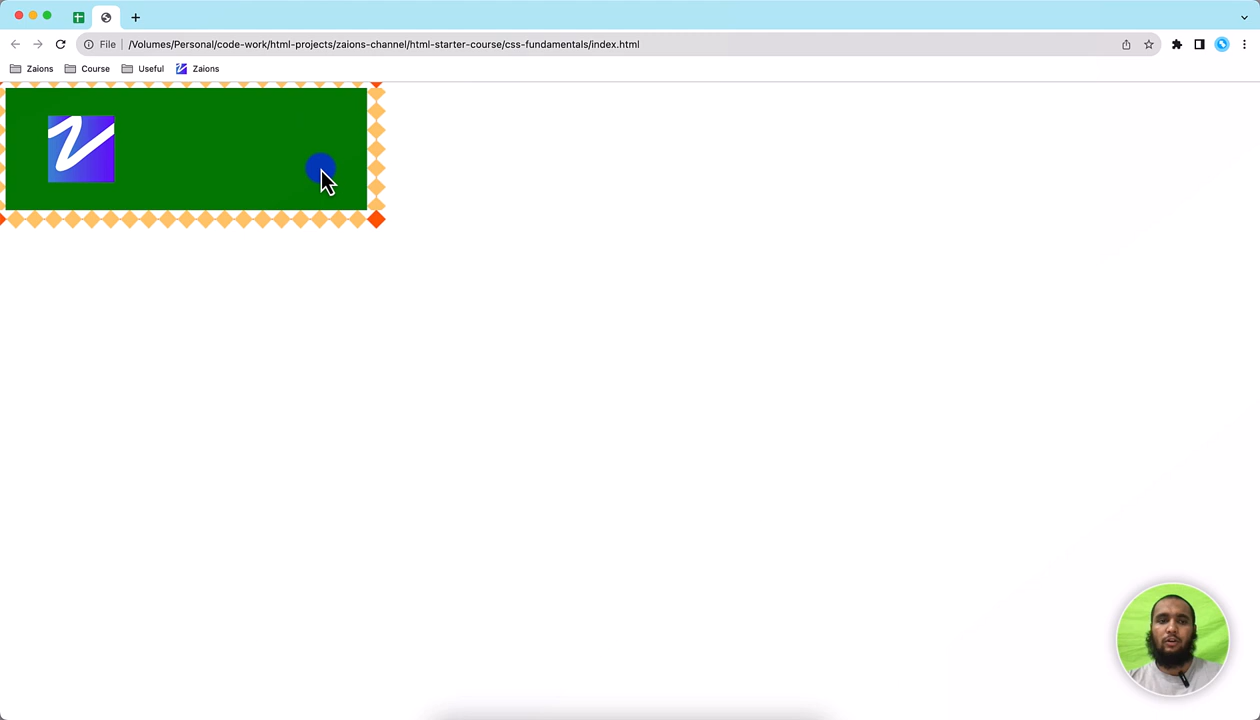 File
/Volumes/Personal/code-work/html-projects/zaions-channel/html-starter-course/css-fundamentals/index.html
Zaions Course Useful Zaions